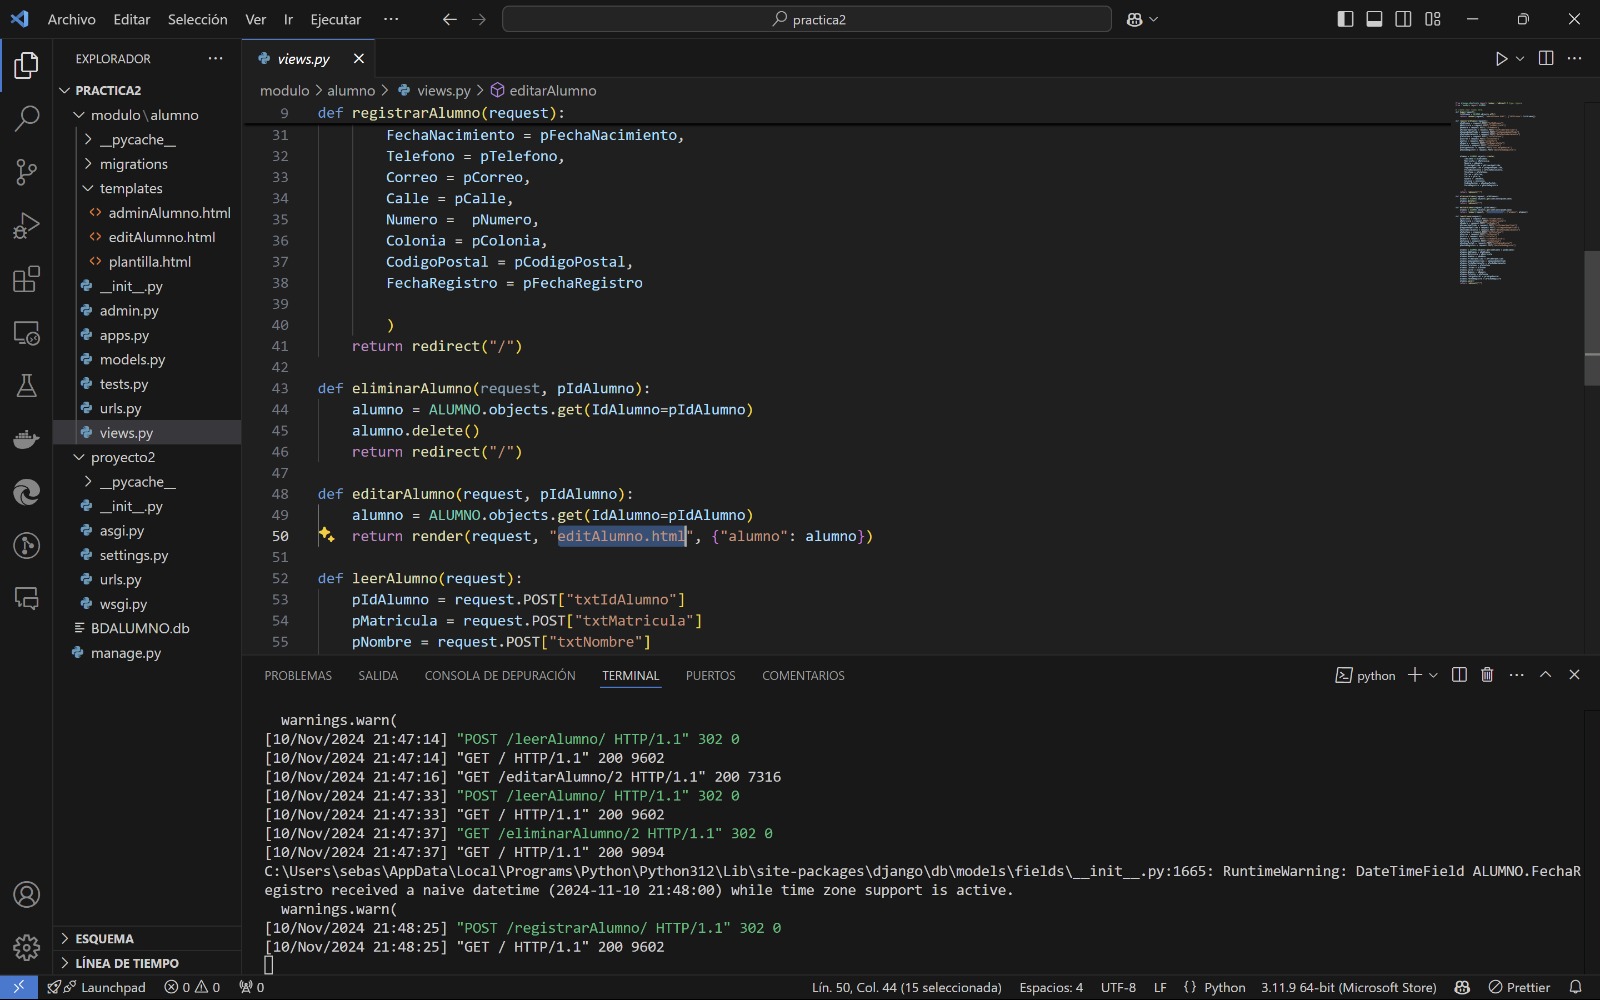 Archivo Editar Selección Ver Ir Ejecutar ··· practica2
EXPLORADOR ···
PRACTICA2
modulo \ alumno
__pycache__
migrations
templates
adminAlumno.html
editAlumno.html
plantilla.html
__init__.py
admin.py
apps.py
models.py
tests.py
urls.py
views.py
proyecto2
__pycache__
__init__.py
asgi.py
settings.py
urls.py
wsgi.py
BDALUMNO.db
manage.py
ESQUEMA
LÍNEA DE TIEMPO
views.py
modulo > alumno > views.py > editarAlumno
9 def registrarAlumno(request):
31 FechaNacimiento = pFechaNacimiento,
32 Telefono = pTelefono,
33 Correo = pCorreo,
34 Calle = pCalle,
35 Numero =  pNumero,
36 Colonia = pColonia,
37 CodigoPostal = pCodigoPostal,
38 FechaRegistro = pFechaRegistro
39
40 )
41 return redirect("/")
42
43 def eliminarAlumno(request, pIdAlumno):
44 alumno = ALUMNO.objects.get(IdAlumno=pIdAlumno)
45 alumno.delete()
46 return redirect("/")
47
48 def editarAlumno(request, pIdAlumno):
49 alumno = ALUMNO.objects.get(IdAlumno=pIdAlumno)
50 return render(request, "editAlumno.html", {"alumno": alumno})
51
52 def leerAlumno(request):
53 pIdAlumno = request.POST["txtIdAlumno"]
54 pMatricula = request.POST["txtMatricula"]
55 pNombre = request.POST["txtNombre"]
PROBLEMAS SALIDA CONSOLA DE DEPURACIÓN TERMINAL PUERTOS COMENTARIOS python
warnings.warn(
[10/Nov/2024 21:47:14] "POST /leerAlumno/ HTTP/1.1" 302 0
[10/Nov/2024 21:47:14] "GET / HTTP/1.1" 200 9602
[10/Nov/2024 21:47:16] "GET /editarAlumno/2 HTTP/1.1" 200 7316
[10/Nov/2024 21:47:33] "POST /leerAlumno/ HTTP/1.1" 302 0
[10/Nov/2024 21:47:33] "GET / HTTP/1.1" 200 9602
[10/Nov/2024 21:47:37] "GET /eliminarAlumno/2 HTTP/1.1" 302 0
[10/Nov/2024 21:47:37] "GET / HTTP/1.1" 200 9094
C:\Users\sebas\AppData\Local\Programs\Python\Python312\Lib\site-packages\django\db\models\fields\__init__.py:1665: RuntimeWarning: DateTimeField ALUMNO.FechaR
egistro received a naive datetime (2024-11-10 21:48:00) while time zone support is active.
warnings.warn(
[10/Nov/2024 21:48:25] "POST /registrarAlumno/ HTTP/1.1" 302 0
[10/Nov/2024 21:48:25] "GET / HTTP/1.1" 200 9602
Launchpad 0 0 0 Lín. 50, Col. 44 (15 seleccionada) Espacios: 4 UTF-8 LF {} Python 3.11.9 64-bit (Microsoft Store) Prettier